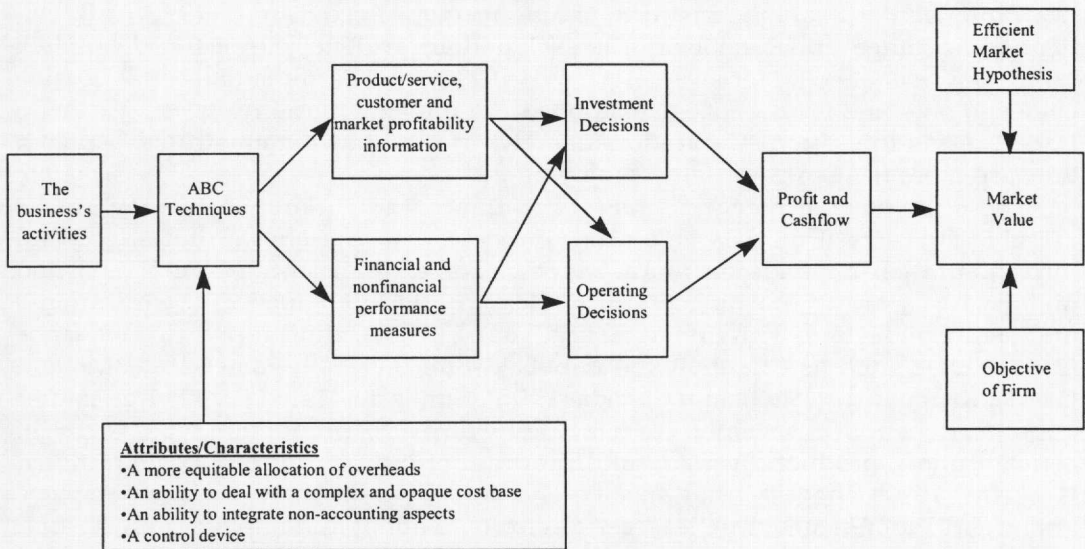 The
business's
activities
ABC
Techniques
Product/service,
customer and
market profitability
information
Financial and
nonfinancial
performance
measures
Investment
Decisions
Operating
Decisions
Profit and
Cashflow
Efficient
Market
Hypothesis
Market
Value
Objective
of Firm
Attributes/Characteristics
•A more equitable allocation of overheads
•An ability to deal with a complex and opaque cost base
•An ability to integrate non-accounting aspects
•A control device